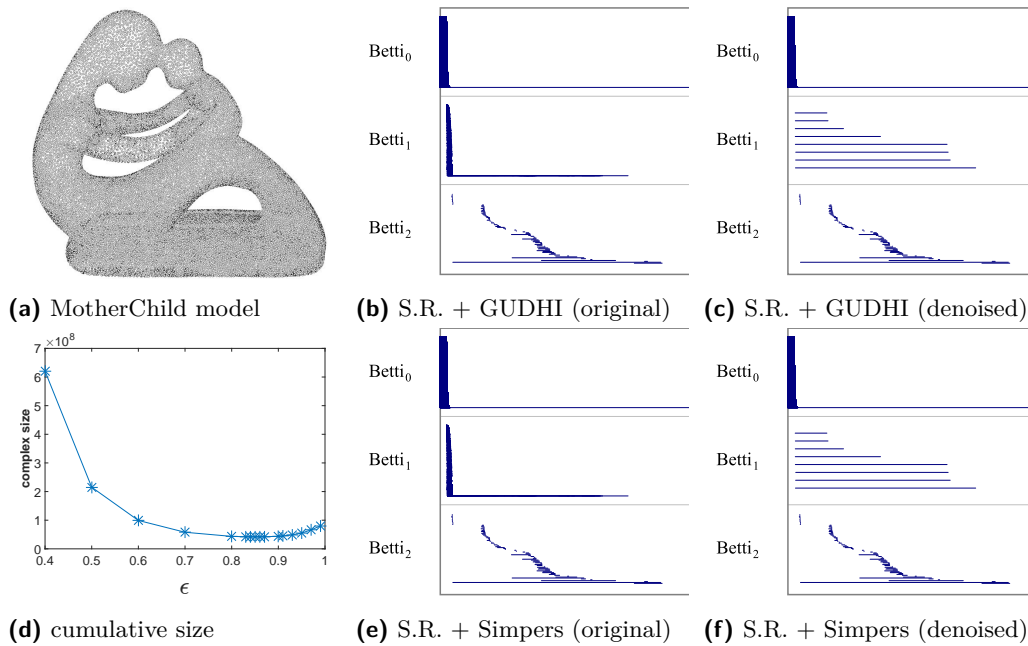 Betti0
Betti1
Betti2
Betti0
Betti1
Betti2
(a) MotherChild model
(b) S.R. + GUDHI (original)
(c) S.R. + GUDHI (denoised)
×10^8
7
6
5
4
3
2
1
0
complex size
0.4 0.5 0.6 0.7 0.8 0.9 1
ϵ
Betti0
Betti1
Betti2
Betti0
Betti1
Betti2
(d) cumulative size
(e) S.R. + Simpers (original)
(f) S.R. + Simpers (denoised)